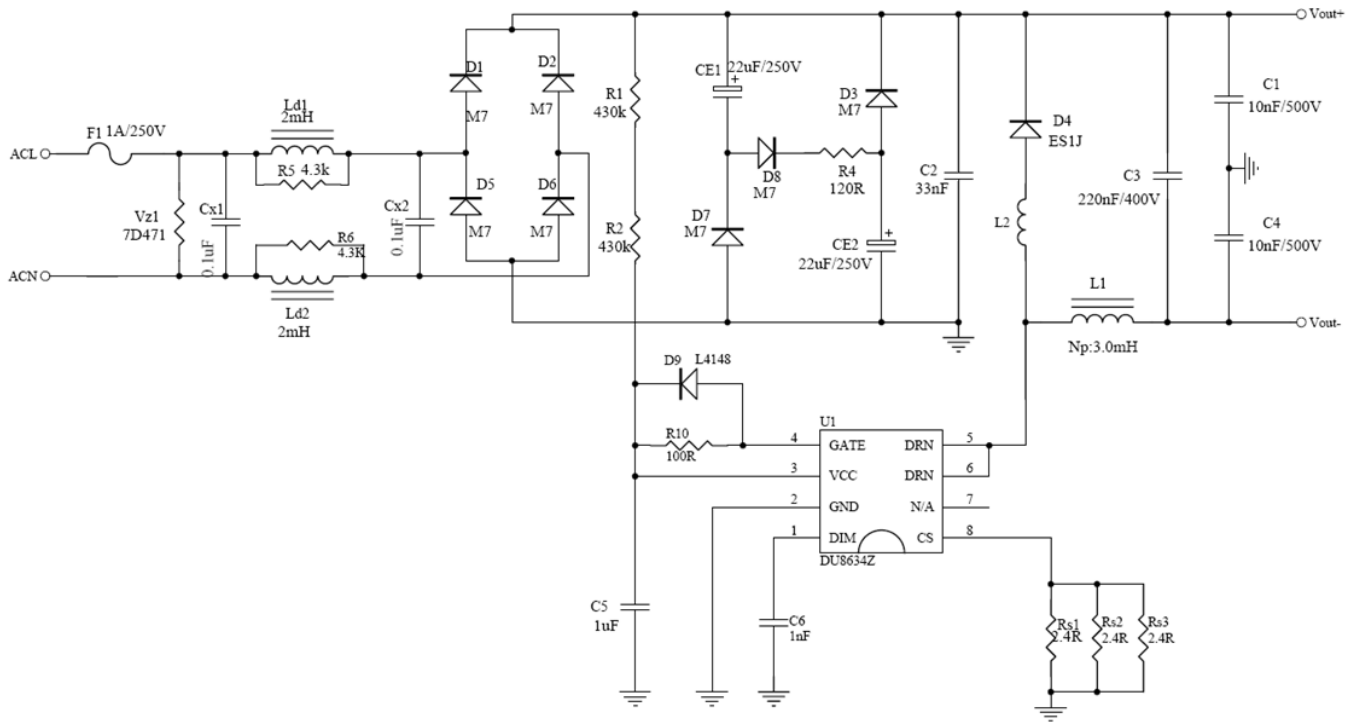 Vout+
CE1
22uF/250V
D1
M7
D2
M7
R1
430k
D3
M7
C1
10nF/500V
Ld1
2mH
F1
1A/250V
D4
ES1J
ACL
R5
4.3k
D8
M7
R4
120R
C2
33nF
C3
220nF/400V
D5
M7
D6
M7
Vz1
7D471
Cx1
0.1uF
Cx2
0.1uF
D7
M7
R2
430k
L2
C4
10nF/500V
R6
4.3K
CE2
22uF/250V
ACN
Ld2
2mH
L1
Np:3.0mH
Vout-
D9
L4148
U1
R10
100R
4
GATE
DRN
5
3
VCC
DRN
6
2
GND
N/A
7
1
DIM
CS
8
DU8634Z
C5
1uF
C6
1nF
Rs1
2.4R
Rs2
2.4R
Rs3
2.4R